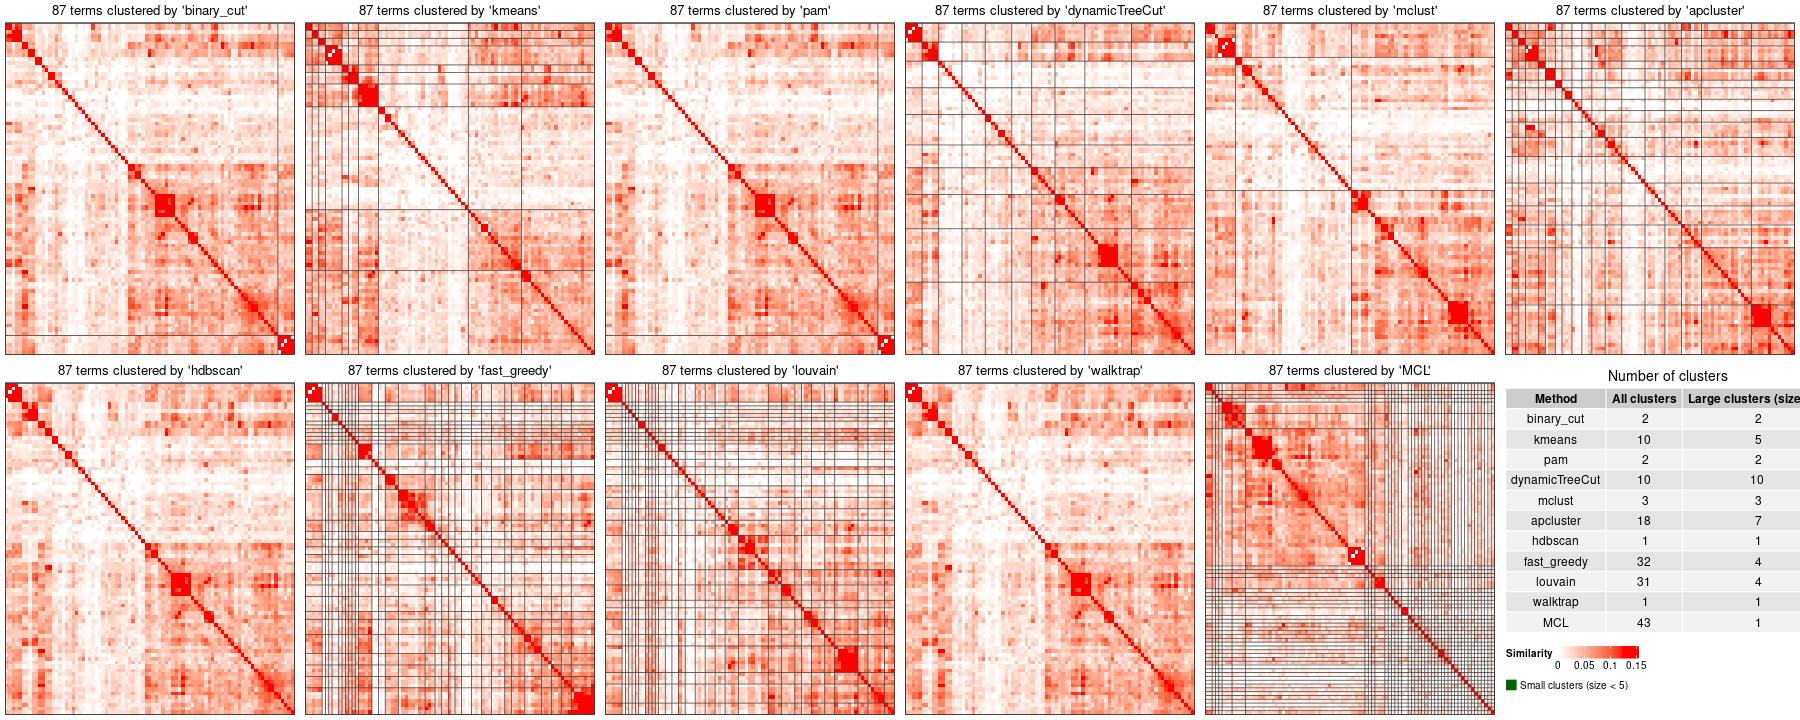 87 terms clustered by 'binary_cut'
87 terms clustered by 'kmeans'
87 terms clustered by 'pam'
87 terms clustered by 'dynamicTreeCut'
87 terms clustered by 'mclust'
87 terms clustered by 'apcluster'
87 terms clustered by 'hdbscan'
87 terms clustered by 'fast_greedy'
87 terms clustered by 'louvain'
87 terms clustered by 'walktrap'
87 terms clustered by 'MCL'
Number of clusters
Method All clusters Large clusters (size
binary_cut 2 2
kmeans 10 5
pam 2 2
dynamicTreeCut 10 10
mclust 3 3
apcluster 18 7
hdbscan 1 1
fast_greedy 32 4
louvain 31 4
walktrap 1 1
MCL 43 1
Similarity
0 0.05 0.1 0.15
Small clusters (size < 5)